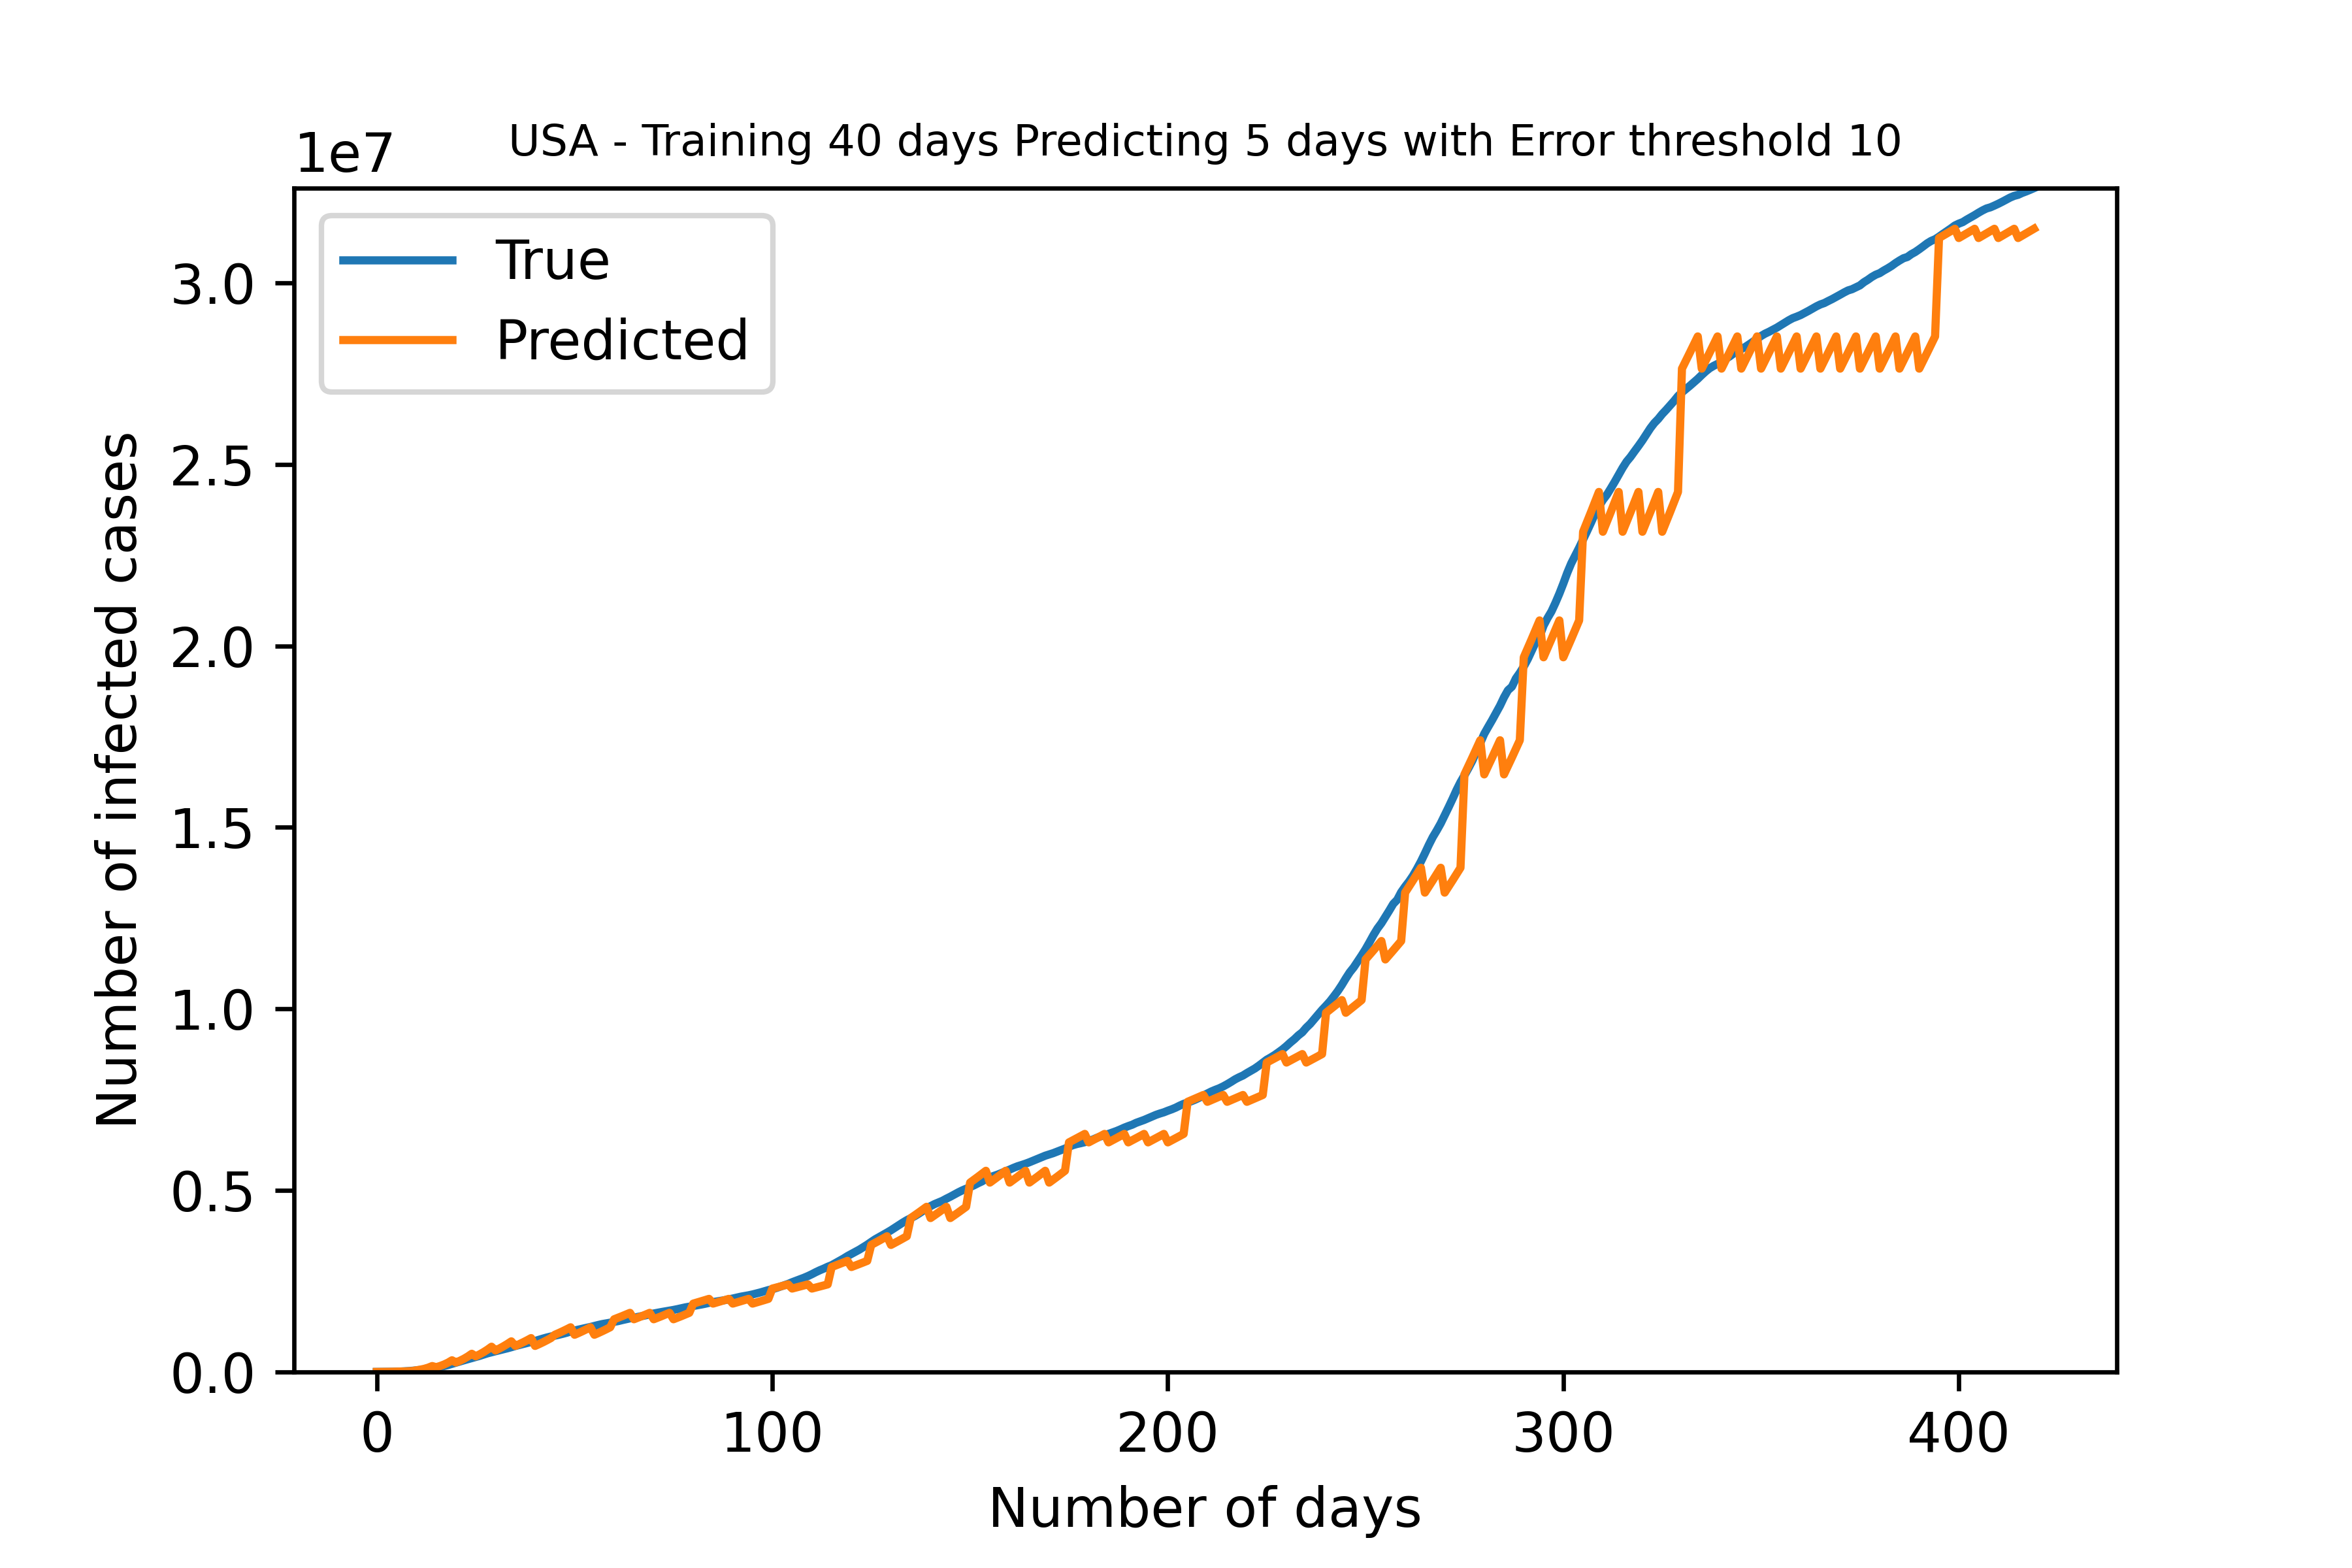 USA - Training 40 days Predicting 5 days with Error threshold 10
1e7
True
Predicted
3.0
2.5
2.0
1.5
1.0
0.5
0.0
Number of infected cases
0 100 200 300 400
Number of days